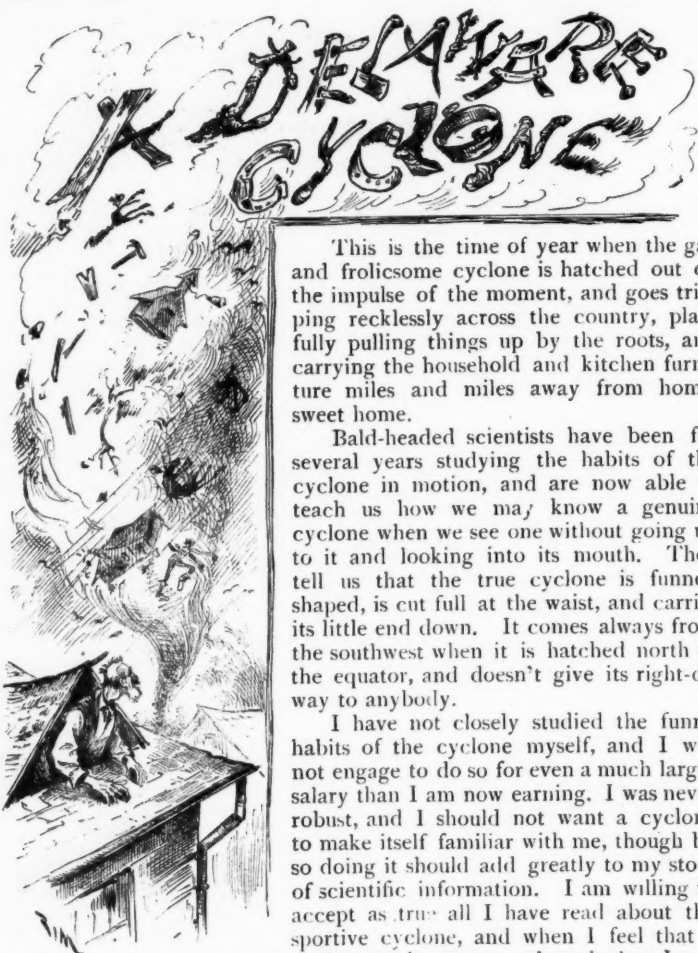 A DELAWARE
CYCLONE
This is the time of year when the ga
and frolicsome cyclone is hatched out o
the impulse of the moment, and goes tri
ping recklessly across the country, pla
fully pulling things up by the roots, an
carrying the household and kitchen furn
ture miles and miles away from hom
sweet home.
Bald-headed scientists have been f
several years studying the habits of th
cyclone in motion, and are now able
teach us how we may know a genuin
cyclone when we see one without going u
to it and looking into its mouth. The
tell us that the true cyclone is funne
shaped, is cut full at the waist, and carri
its little end down. It comes always fro
the southwest when it is hatched north
the equator, and doesn't give its right-o
way to anybody.
I have not closely studied the funn
habits of the cyclone myself, and I w
not engage to do so for even a much larg
salary than I am now earning. I was nev
robust, and I should not want a cyclon
to make itself familiar with me, though b
so doing it should add greatly to my sto
of scientific information. I am willing
accept as true all I have read about th
sportive cyclone, and when I feel that